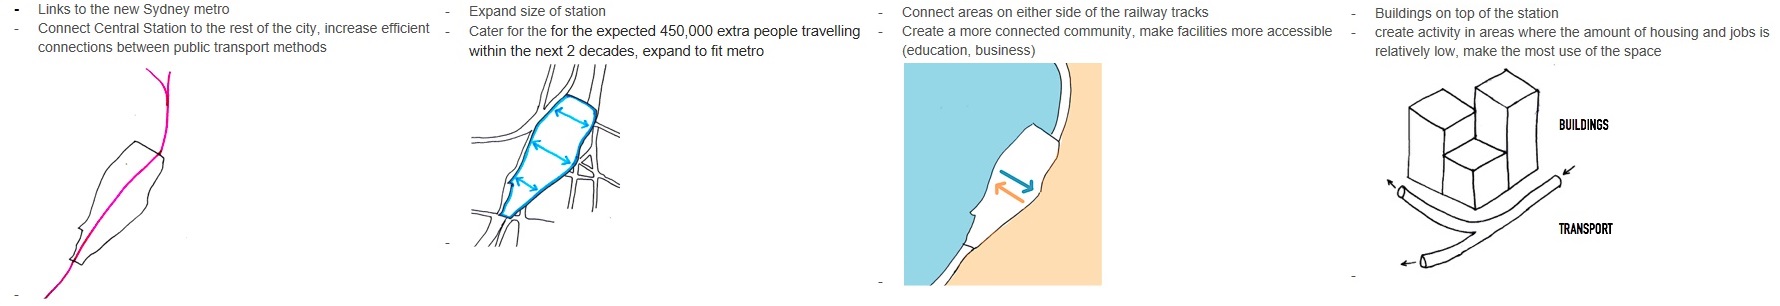 - Links to the new Sydney metro
- Connect Central Station to the rest of the city, increase efficient
connections between public transport methods
-
- Expand size of station
- Cater for the for the expected 450,000 extra people travelling
within the next 2 decades, expand to fit metro
-
- Connect areas on either side of the railway tracks
- Create a more connected community, make facilities more accessible
(education, business)
-
- Buildings on top of the station
- create activity in areas where the amount of housing and jobs is
relatively low, make the most use of the space
BUILDINGS
TRANSPORT
-